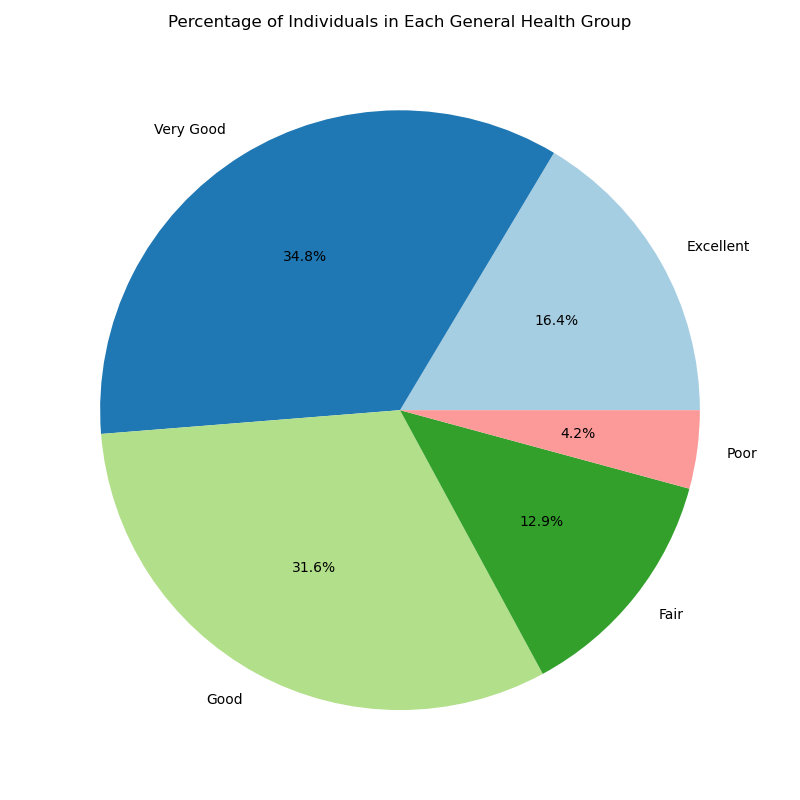 Percentage of Individuals in Each General Health Group
Very Good
34.8%
Excellent
16.4%
4.2%
Poor
12.9%
Fair
31.6%
Good